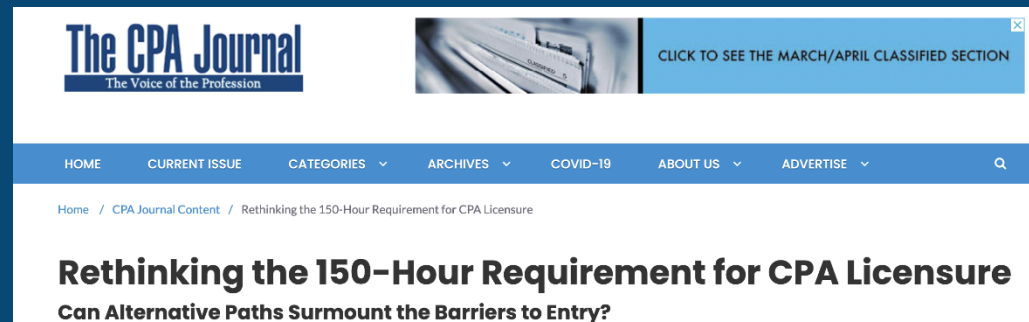 The CPA Journal
The Voice of the Profession
CLASSIFIED
CLICK TO SEE THE MARCH/APRIL CLASSIFIED SECTION
HOME CURRENT ISSUE CATEGORIES ARCHIVES COVID-19 ABOUT US ADVERTISE
Home / CPA Journal Content / Rethinking the 150-Hour Requirement for CPA Licensure
Rethinking the 150-Hour Requirement for CPA Licensure
Can Alternative Paths Surmount the Barriers to Entry?